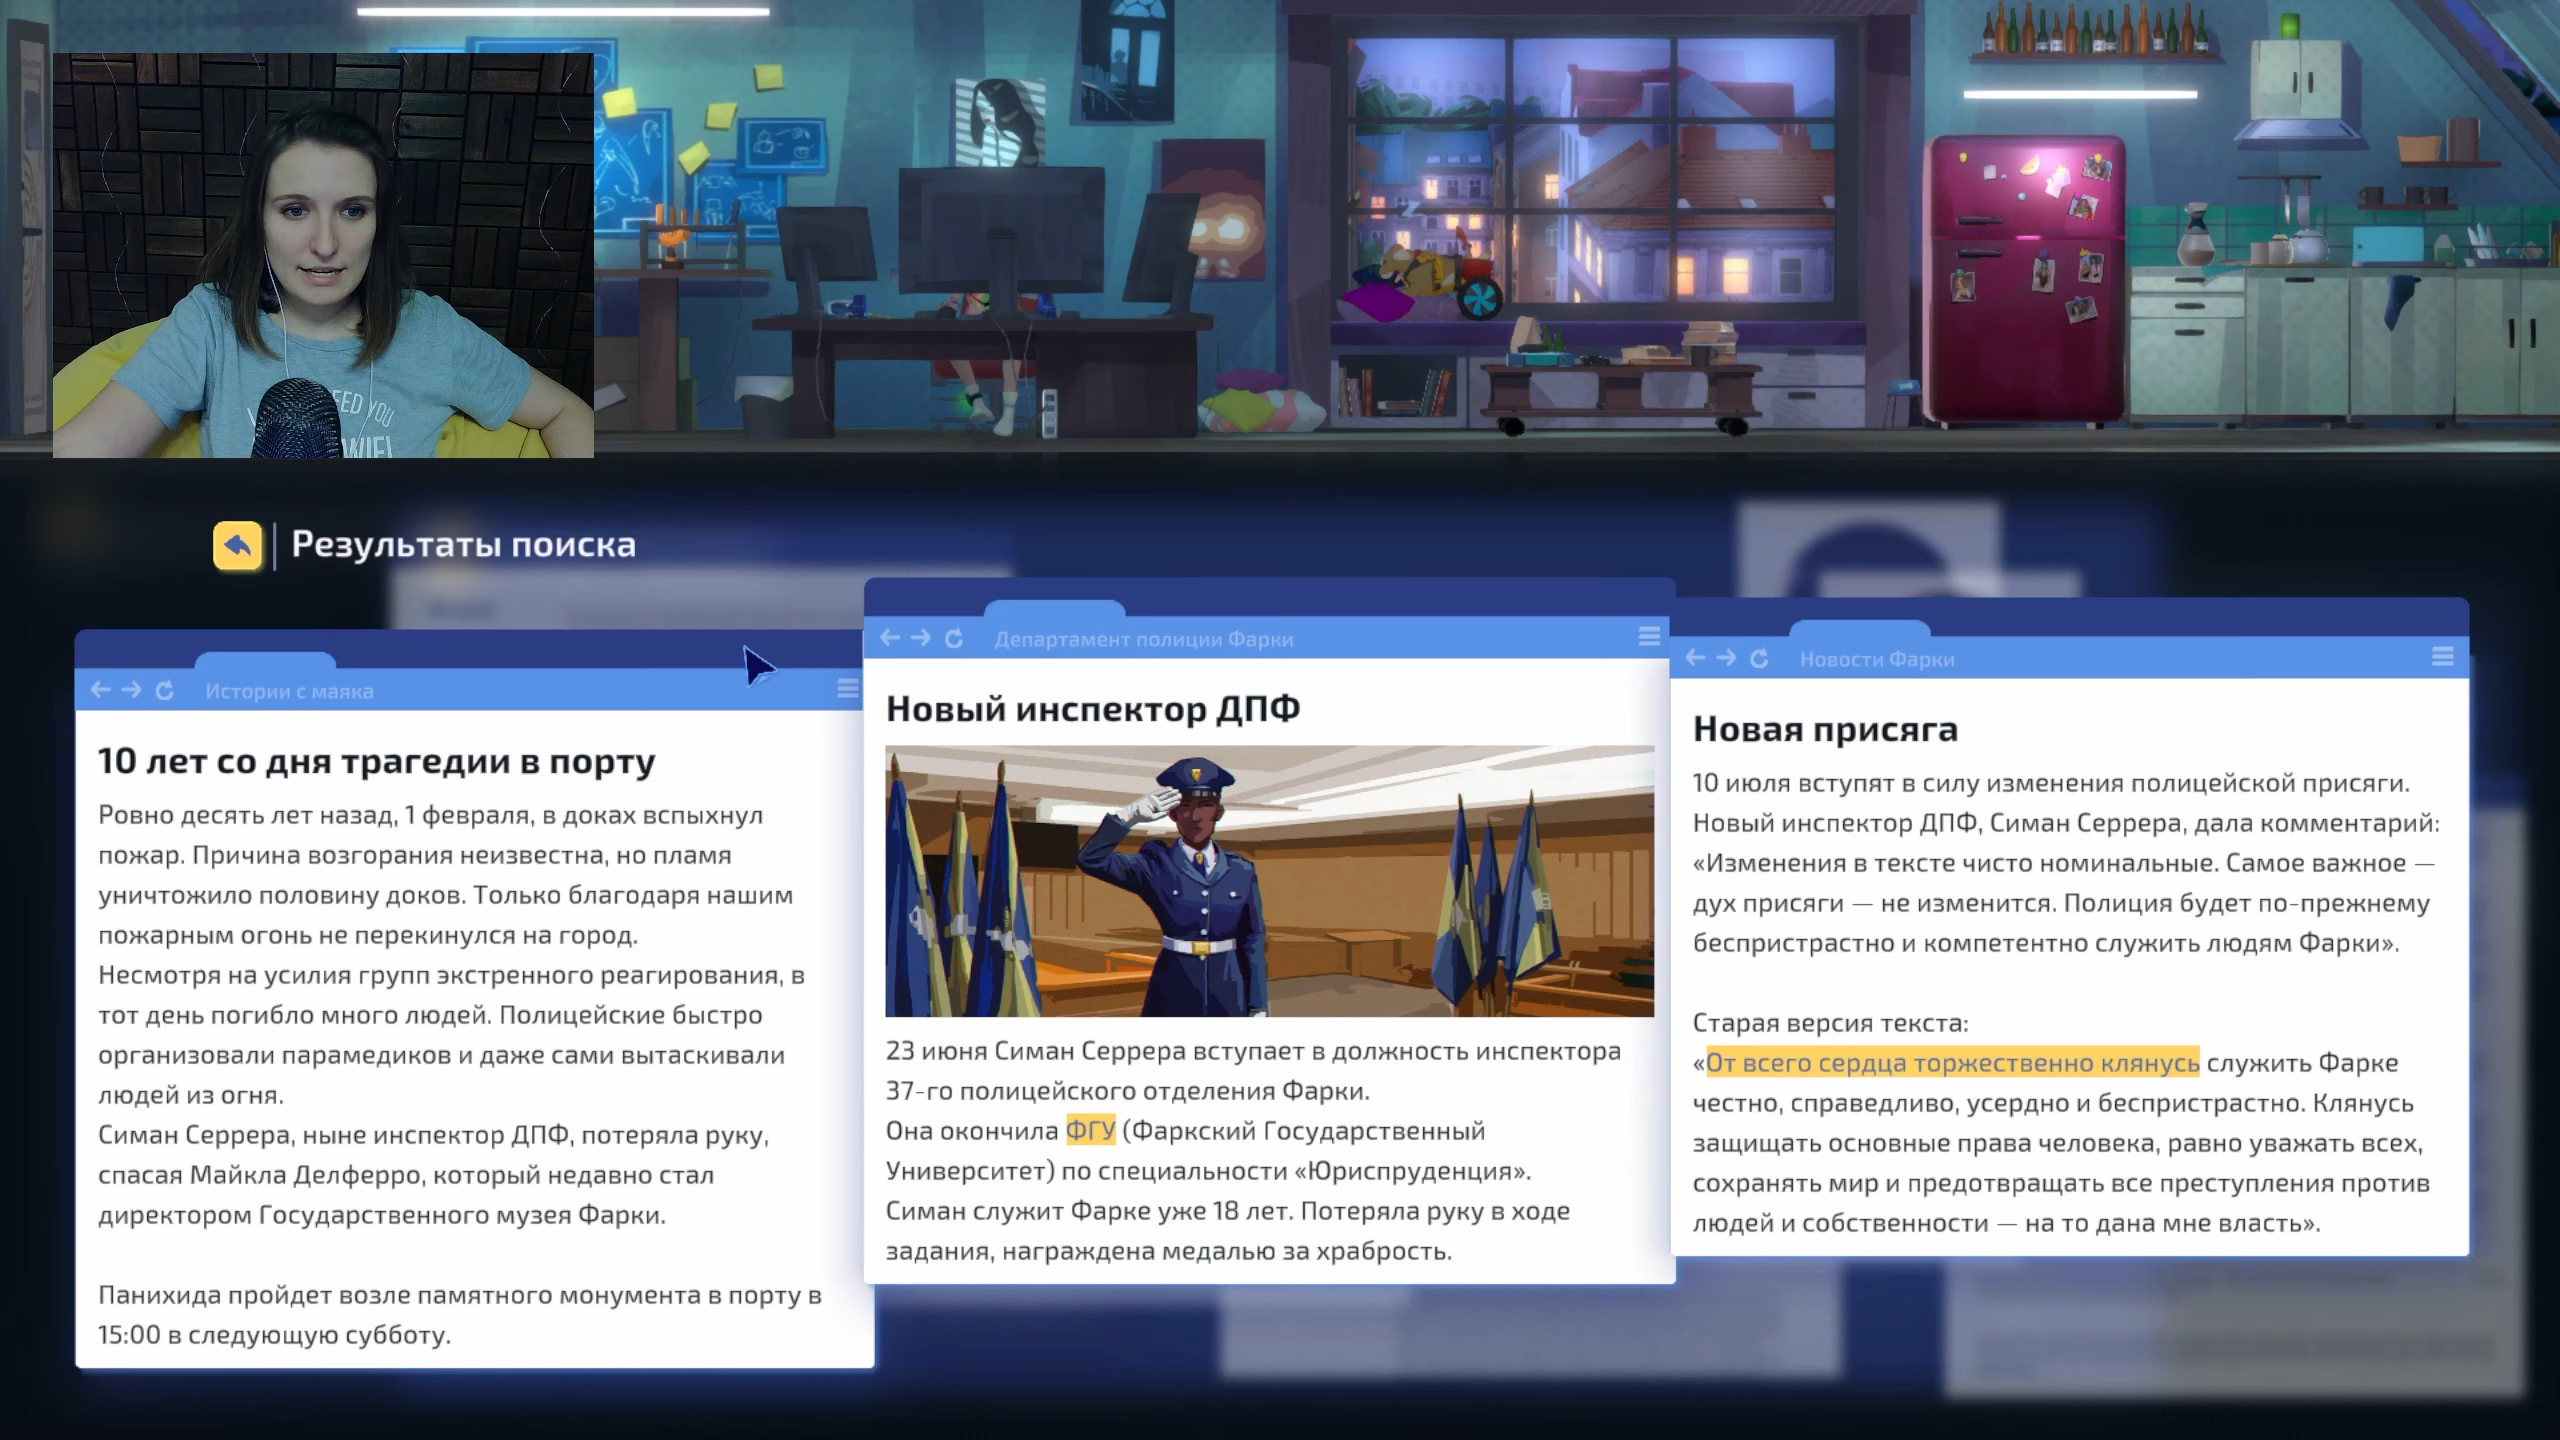 Результаты поиска
Истории с маяка
10 лет со дня трагедии в порту
Ровно десять лет назад, 1 февраля, в доках вспыхнул
пожар. Причина возгорания неизвестна, но пламя
уничтожило половину доков. Только благодаря нашим
пожарным огонь не перекинулся на город.
Несмотря на усилия групп экстренного реагирования, в
тот день погибло много людей. Полицейские быстро
организовали парамедиков и даже сами вытаскивали
людей из огня.
Симан Серрера, ныне инспектор ДПФ, потеряла руку,
спасая Майкла Делферро, который недавно стал
директором Государственного музея Фарки.
Панихида пройдет возле памятного монумента в порту в
15:00 в следующую субботу.
Департамент полиции Фарки
Новый инспектор ДПФ
23 июня Симан Серрера вступает в должность инспектора
37-го полицейского отделения Фарки.
Она окончила ФГУ (Фаркский Государственный
Университет) по специальности «Юриспруденция».
Симан служит Фарке уже 18 лет. Потеряла руку в ходе
задания, награждена медалью за храбрость.
Новости Фарки
Новая присяга
10 июля вступят в силу изменения полицейской присяги.
Новый инспектор ДПФ, Симан Серрера, дала комментарий:
«Изменения в тексте чисто номинальные. Самое важное —
дух присяги — не изменится. Полиция будет по-прежнему
беспристрастно и компетентно служить людям Фарки».
Старая версия текста:
«От всего сердца торжественно клянусь служить Фарке
честно, справедливо, усердно и беспристрастно. Клянусь
защищать основные права человека, равно уважать всех,
сохранять мир и предотвращать все преступления против
людей и собственности — на то дана мне власть».